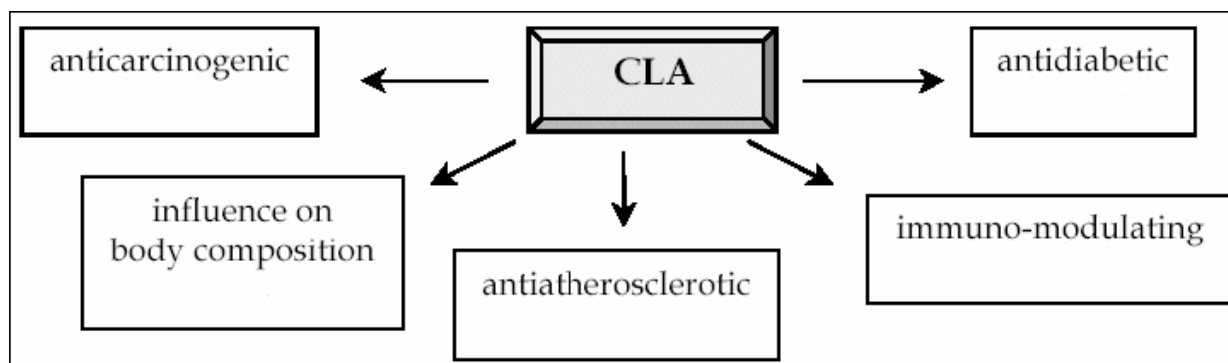 anticarcinogenic
CLA
antidiabetic
influence on
body composition
antiatherosclerotic
immuno-modulating